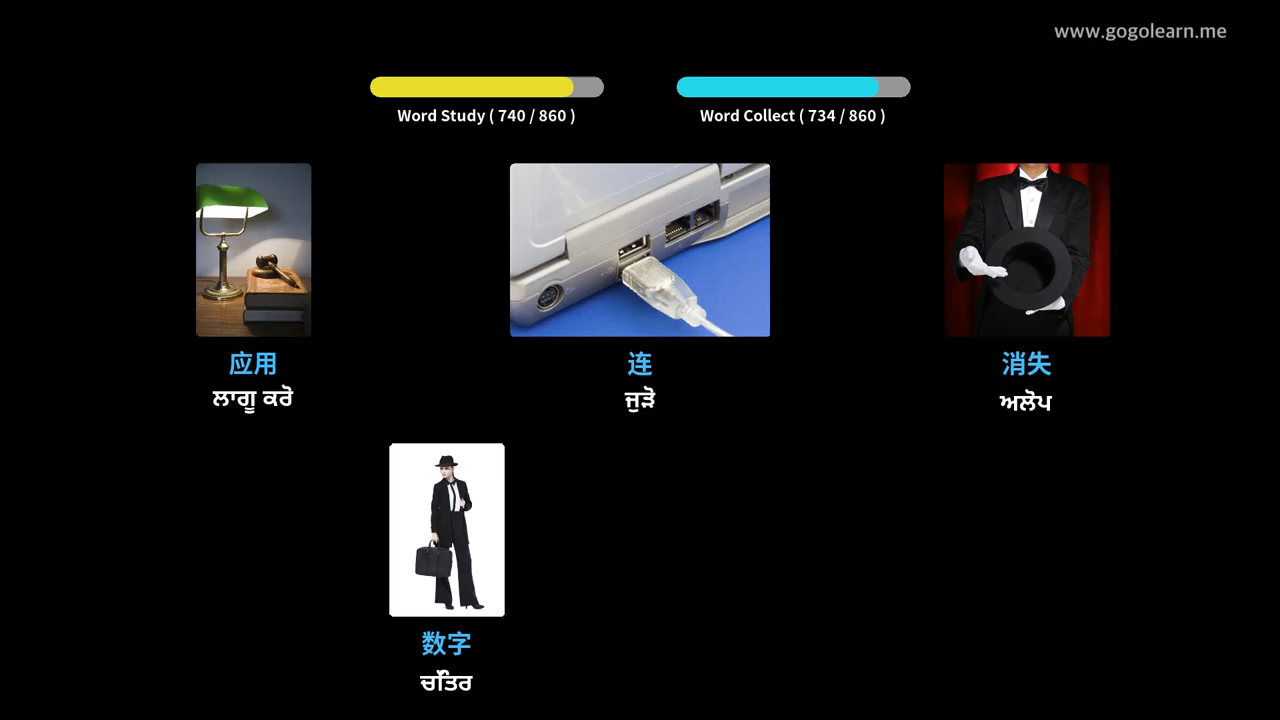 www.gogolearn.me
Word Study ( 740 / 860 )
Word Collect ( 734 / 860 )
应用
ਲਾਗੂ ਕਰੋ
连
ਜੁੜੋ
消失
ਅਲੋਪ
数字
ਚਿੱਤਰ